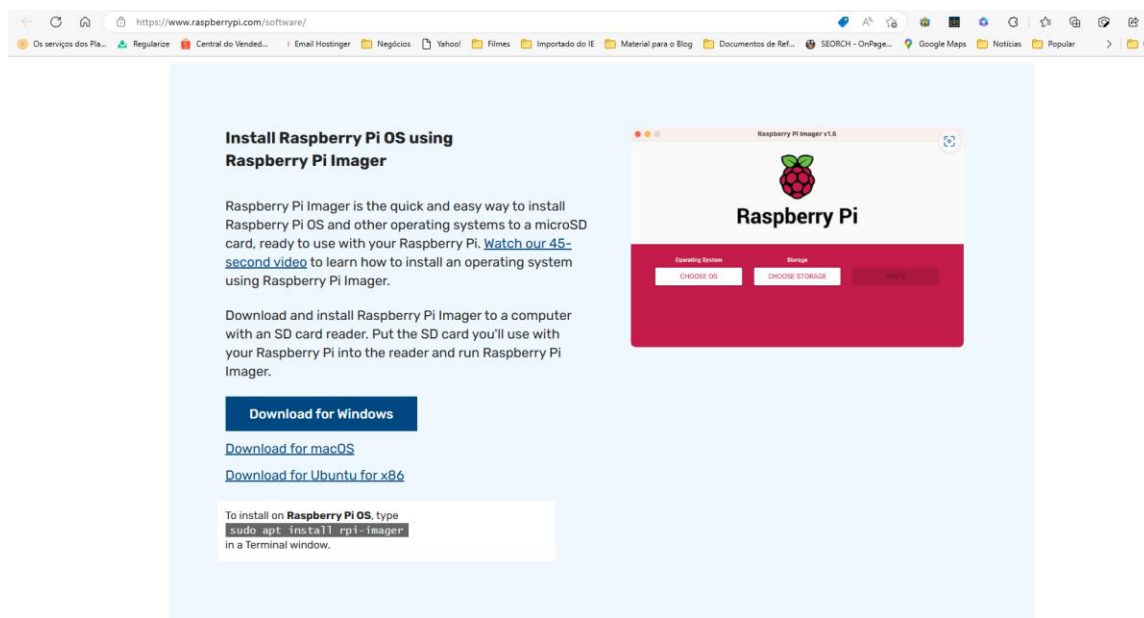 https://www.raspberrypi.com/software/
Os serviços dos Pla... Regularize Central do Vended... Email Hostinger Negócios Yahoo! Filmes Importado do IE Material para o Blog Documentos de Ref... SEORCH - OnPage... Google Maps Notícias Popular
Install Raspberry Pi OS using
Raspberry Pi Imager
Raspberry Pi Imager is the quick and easy way to install
Raspberry Pi OS and other operating systems to a microSD
card, ready to use with your Raspberry Pi. Watch our 45-
second video to learn how to install an operating system
using Raspberry Pi Imager.
Download and install Raspberry Pi Imager to a computer
with an SD card reader. Put the SD card you'll use with
your Raspberry Pi into the reader and run Raspberry Pi
Imager.
Download for Windows
Download for macOS
Download for Ubuntu for x86
To install on Raspberry Pi OS, type
sudo apt install rpi-imager
in a Terminal window.
Raspberry Pi Imager v1.6
Raspberry Pi
Operating System Storage
CHOOSE OS CHOOSE STORAGE WRITE